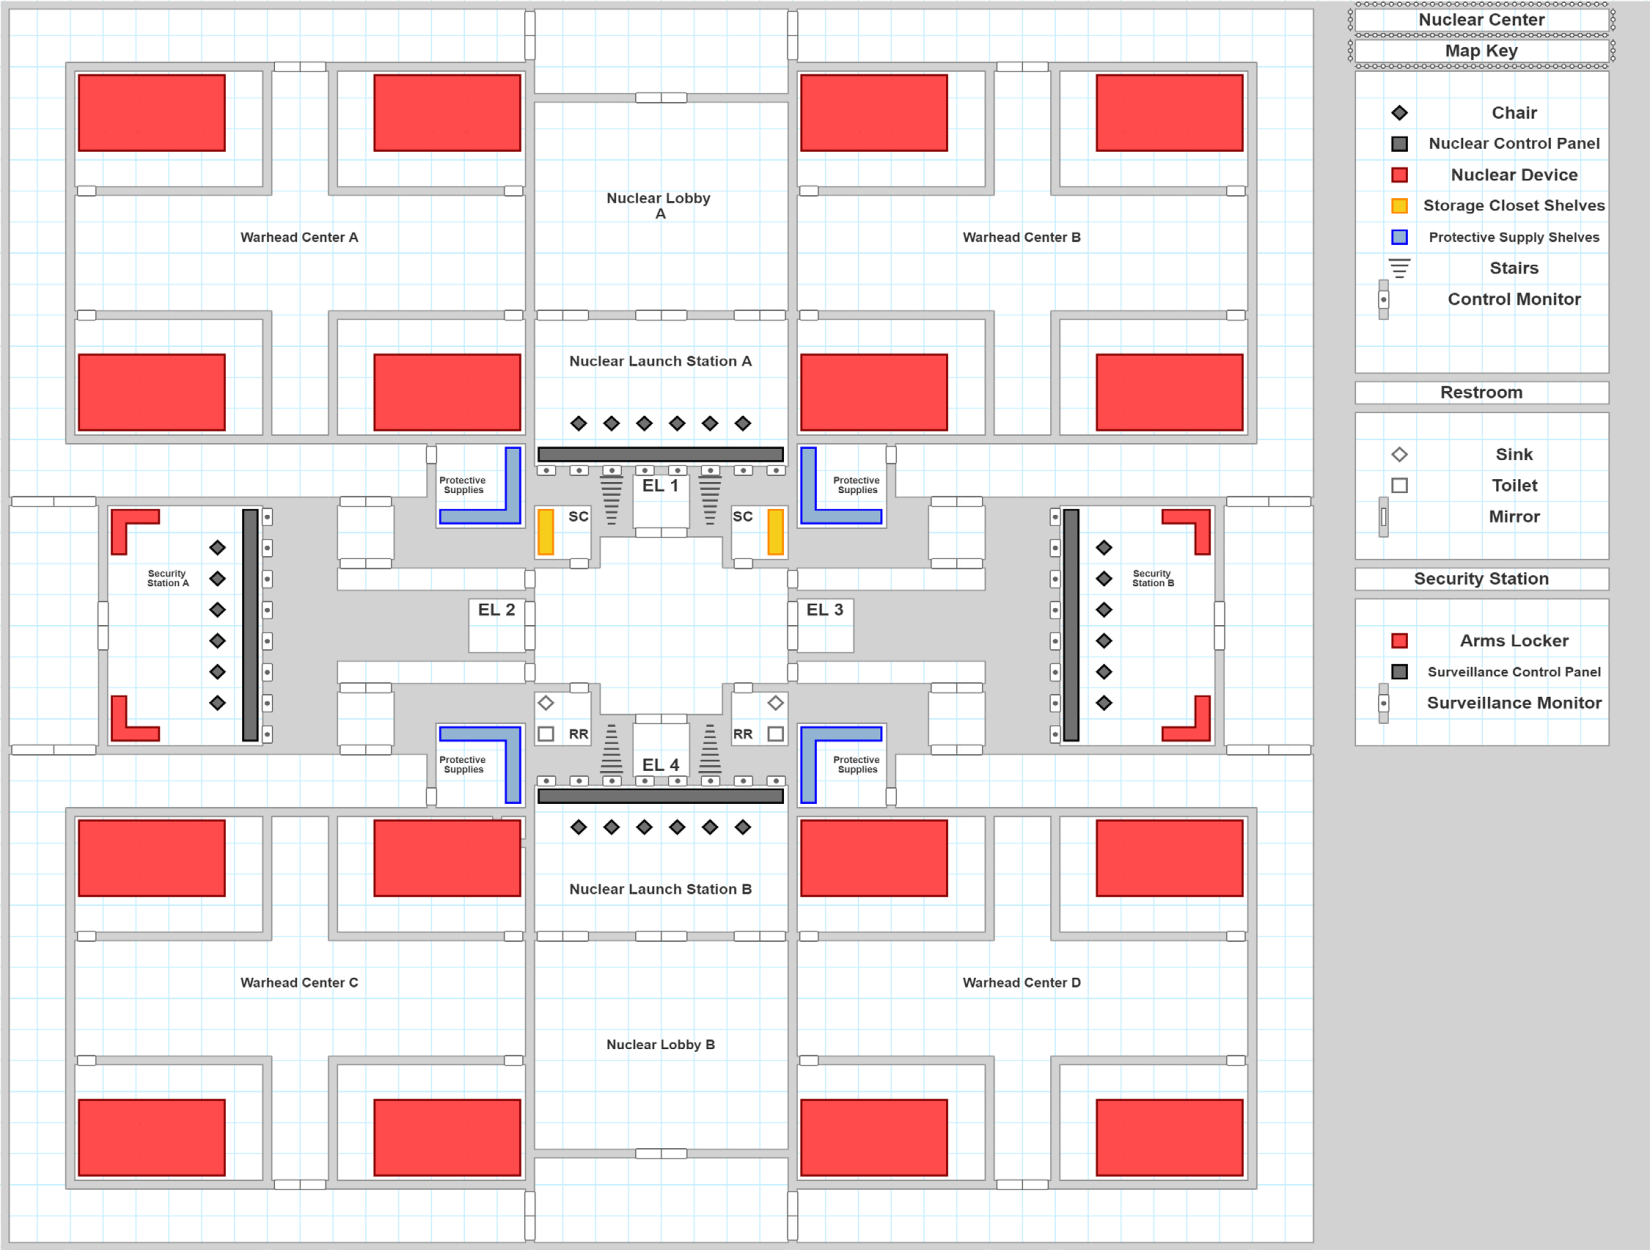 Nuclear Center
Map Key
Chair
Nuclear Control Panel
Nuclear Device
Storage Closet Shelves
Protective Supply Shelves
Stairs
Control Monitor
Restroom
Sink
Toilet
Mirror
Security Station
Arms Locker
Surveillance Control Panel
Surveillance Monitor
Nuclear Lobby
A
Warhead Center A
Warhead Center B
Nuclear Launch Station A
Protective
Supplies
EL 1
Protective
Supplies
SC
SC
Security
Station A
Security
Station B
EL 2
EL 3
RR
RR
Protective
Supplies
EL 4
Protective
Supplies
Nuclear Launch Station B
Warhead Center C
Warhead Center D
Nuclear Lobby B